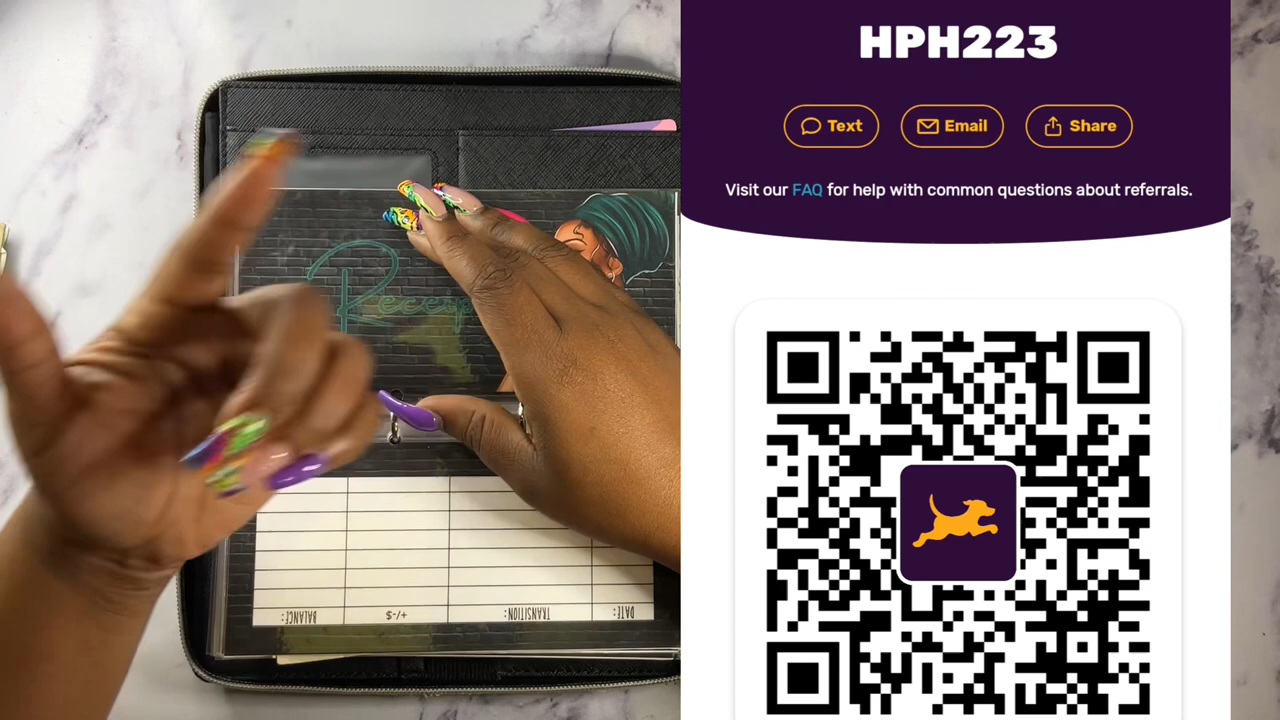 HPH223
Text
Email
Share
Visit our FAQ for help with common questions about referrals.
BALANCE:
+/-$
TRANSITION:
DATE: